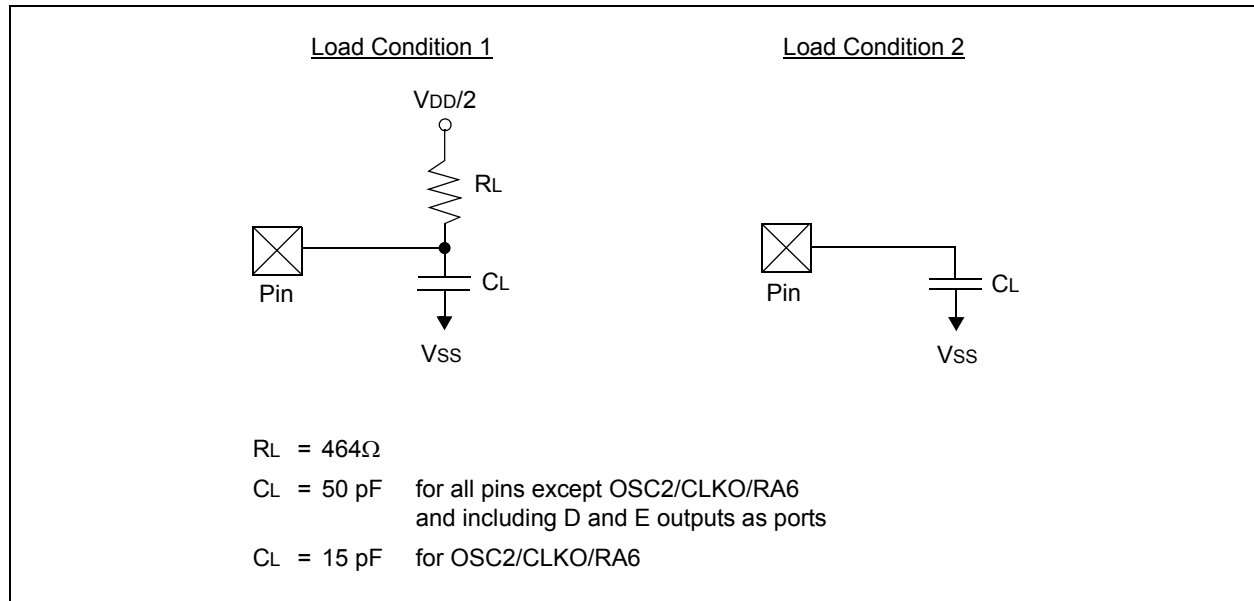 Load Condition 1
VDD/2
RL
Pin
CL
VSS
Load Condition 2
Pin
CL
VSS
RL = 464Ω
CL = 50 pF for all pins except OSC2/CLKO/RA6
and including D and E outputs as ports
CL = 15 pF for OSC2/CLKO/RA6